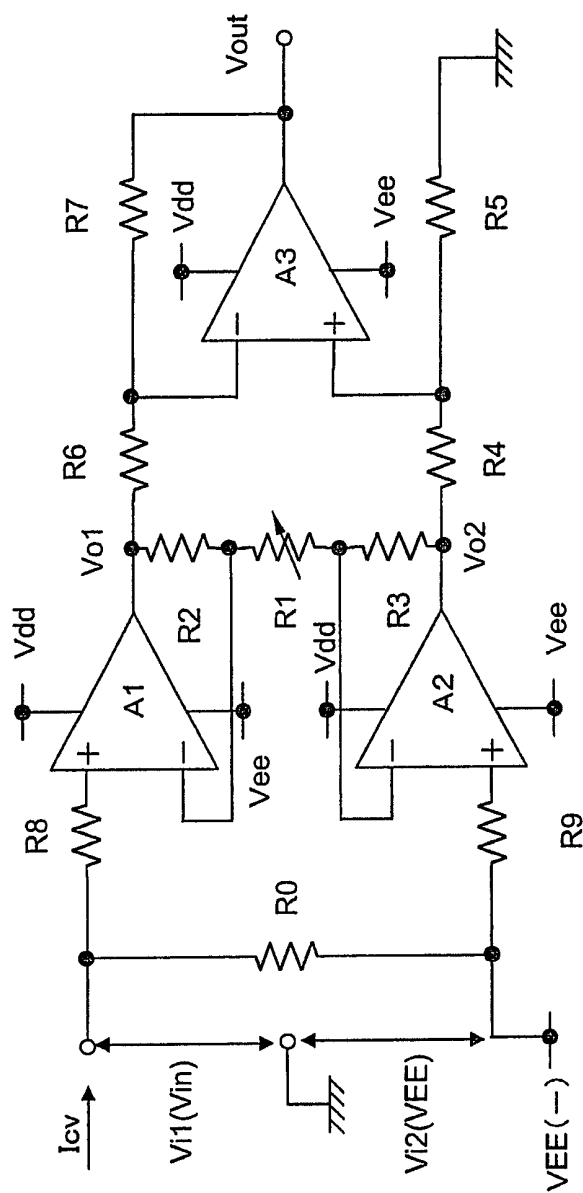 Icv
Vi1(Vin)
Vi2(VEE)
VEE(−)
R0
R8
R9
Vdd
+
A1
−
Vee
Vdd
−
A2
+
Vee
Vo1
R2
R1
R3
Vo2
R6
R4
Vdd
−
A3
+
Vee
R7
R5
Vout